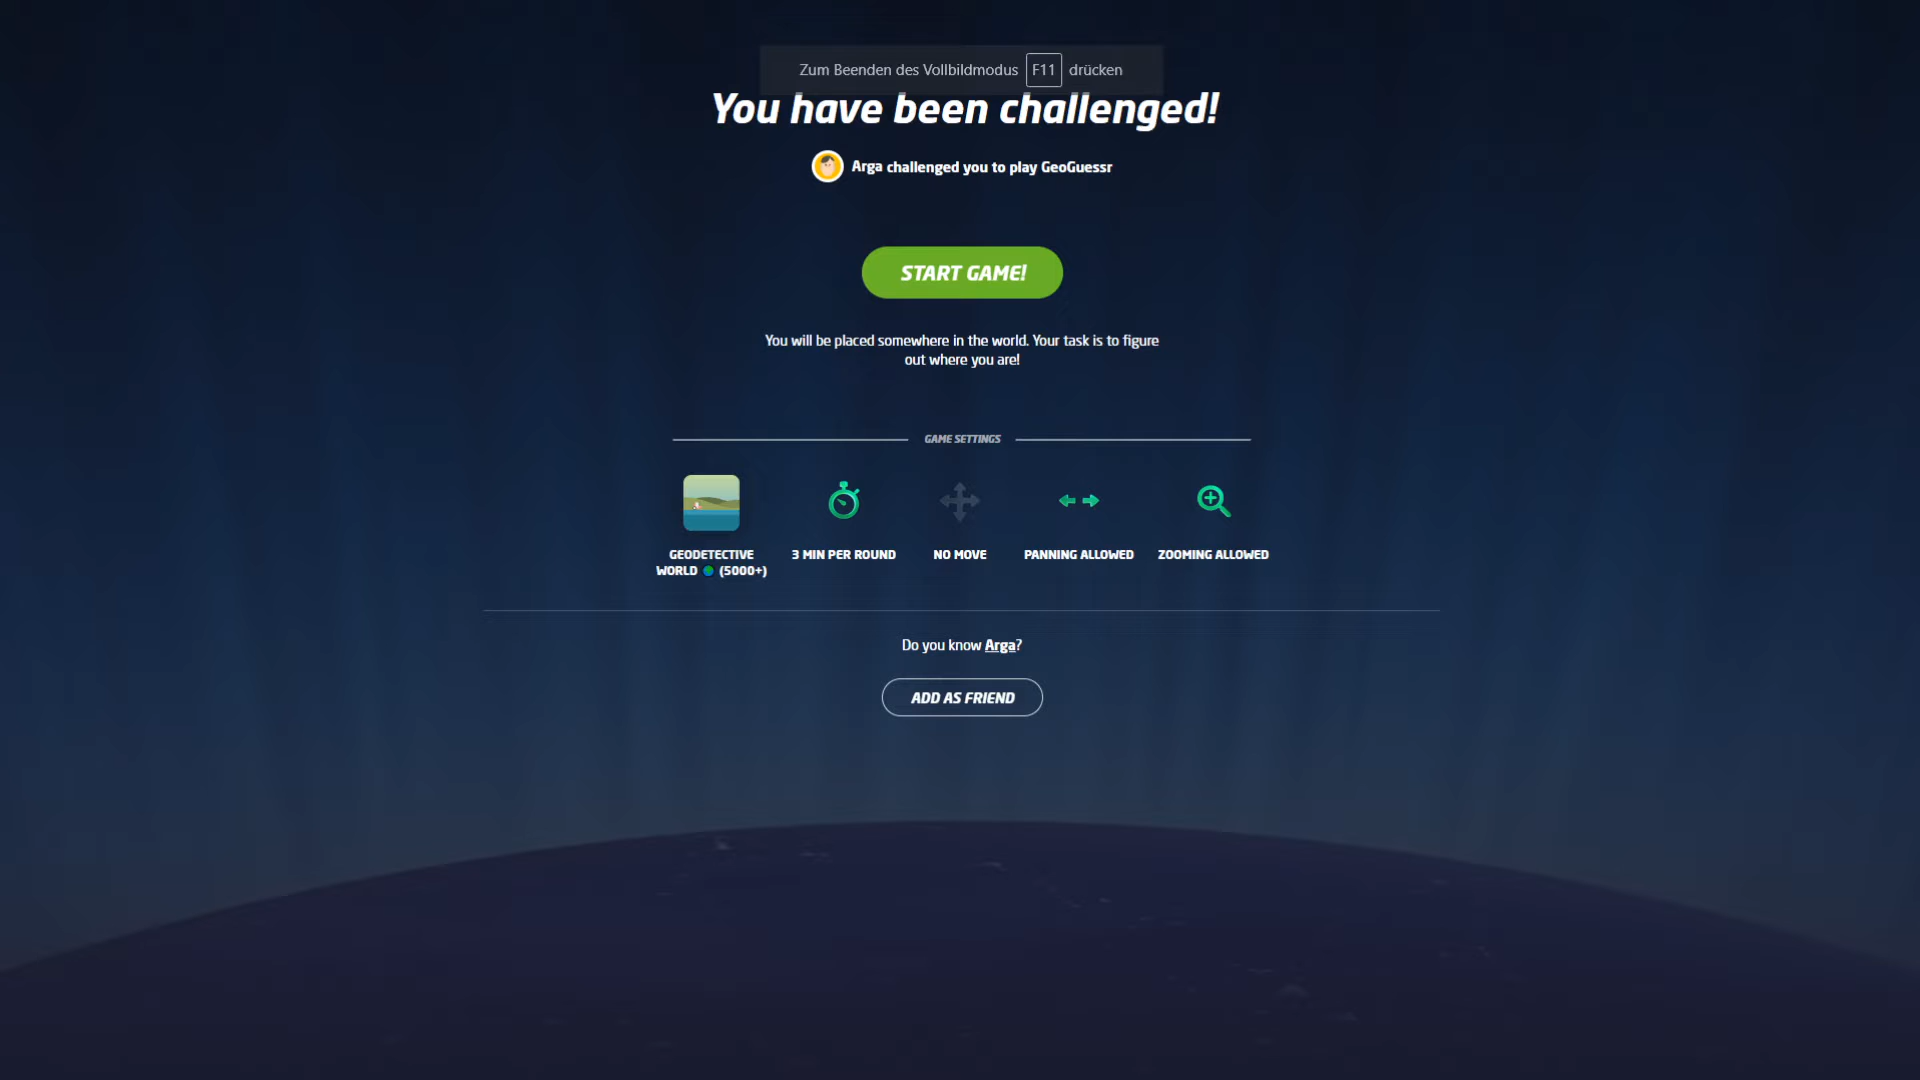 Zum Beenden des Vollbildmodus F11 drücken
You have been challenged!
Arga challenged you to play GeoGuessr
START GAME!
You will be placed somewhere in the world. Your task is to figure
out where you are!
GAME SETTINGS
GEODETECTIVE
WORLD 🌍 (5000+)
3 MIN PER ROUND
NO MOVE
PANNING ALLOWED
ZOOMING ALLOWED
Do you know Arga?
ADD AS FRIEND